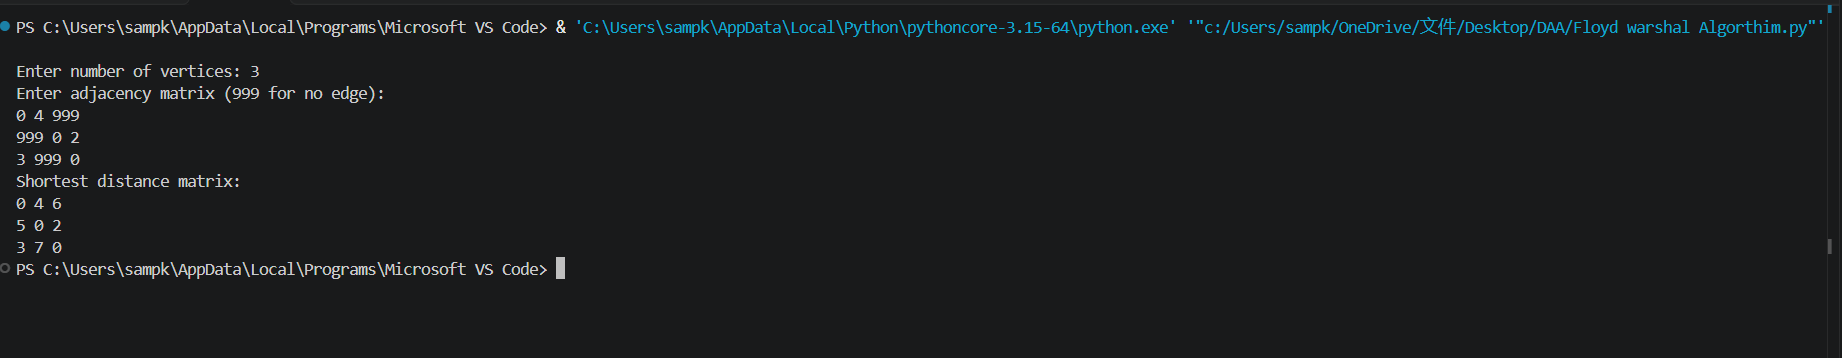 PS C:\Users\sampk\AppData\Local\Programs\Microsoft VS Code> & 'C:\Users\sampk\AppData\Local\Python\pythoncore-3.15-64\python.exe' '"c:/Users/sampk/OneDrive/文件/Desktop/DAA/Floyd warshal Algorthim.py"'
Enter number of vertices: 3
Enter adjacency matrix (999 for no edge):
0 4 999
999 0 2
3 999 0
Shortest distance matrix:
0 4 6
5 0 2
3 7 0
PS C:\Users\sampk\AppData\Local\Programs\Microsoft VS Code>